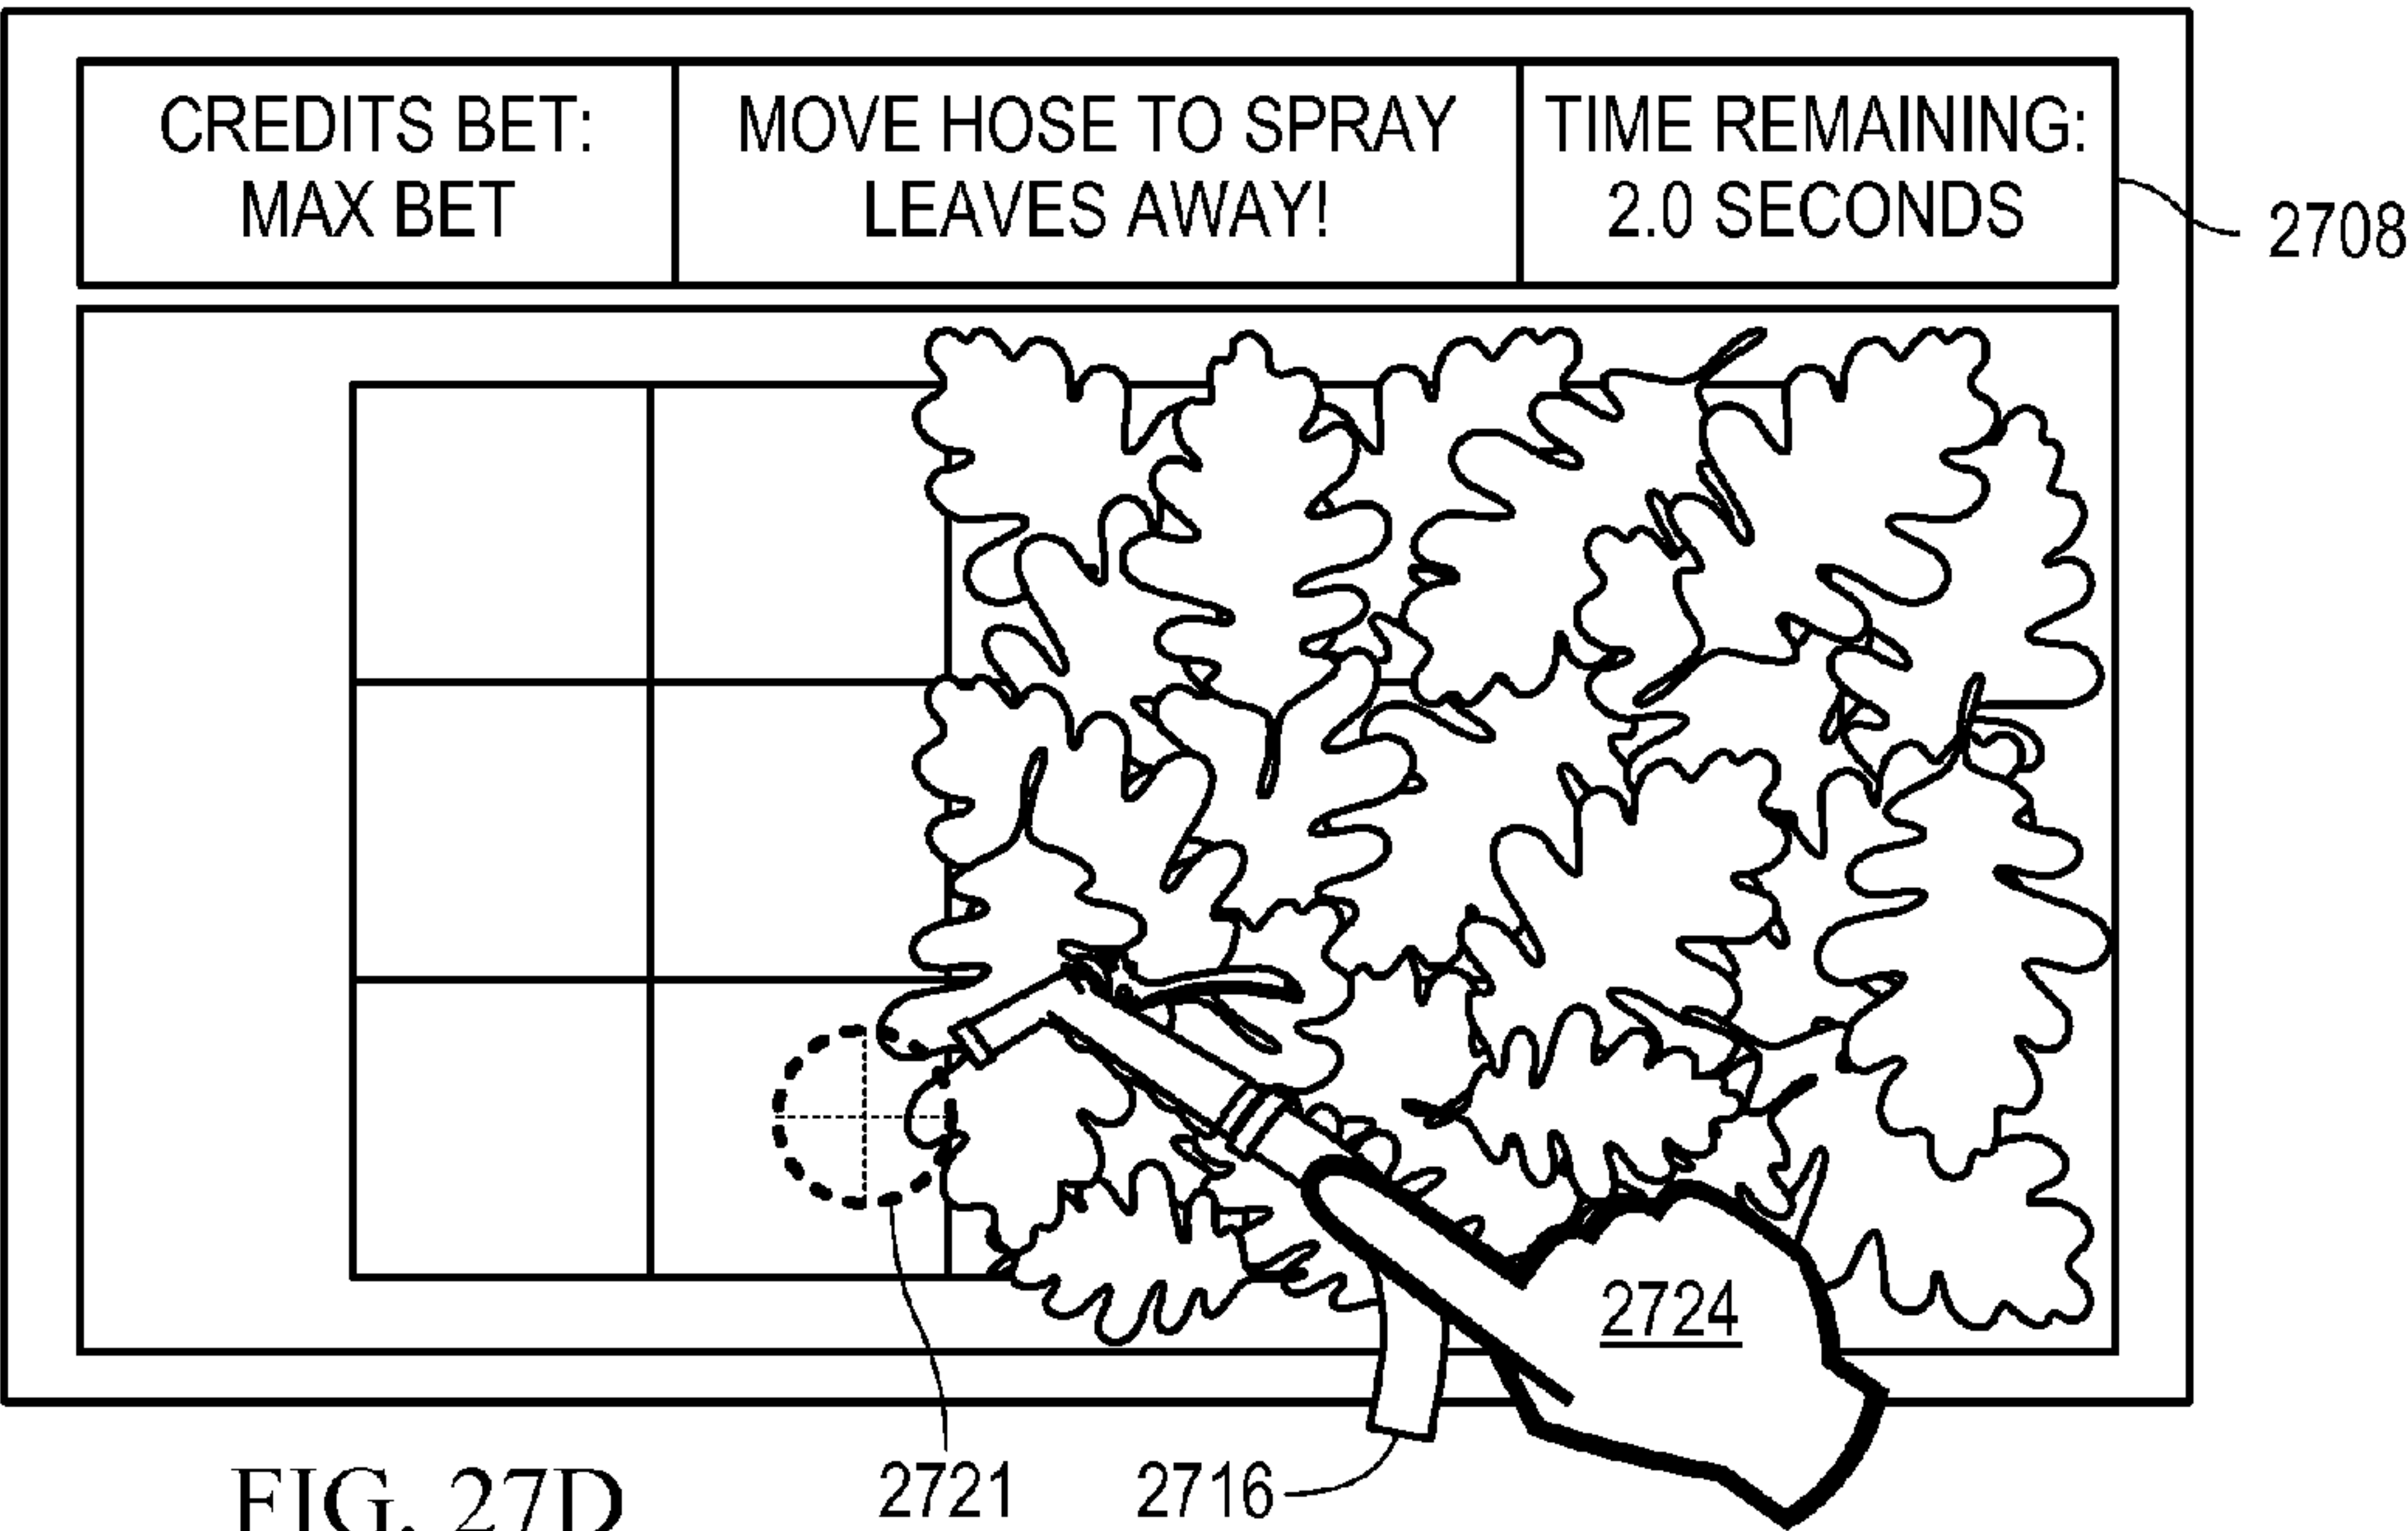 CREDITS BET:
MAX BET
MOVE HOSE TO SPRAY
LEAVES AWAY!
TIME REMAINING:
2.0 SECONDS
2708
2724
2721
2716
FIG. 27D